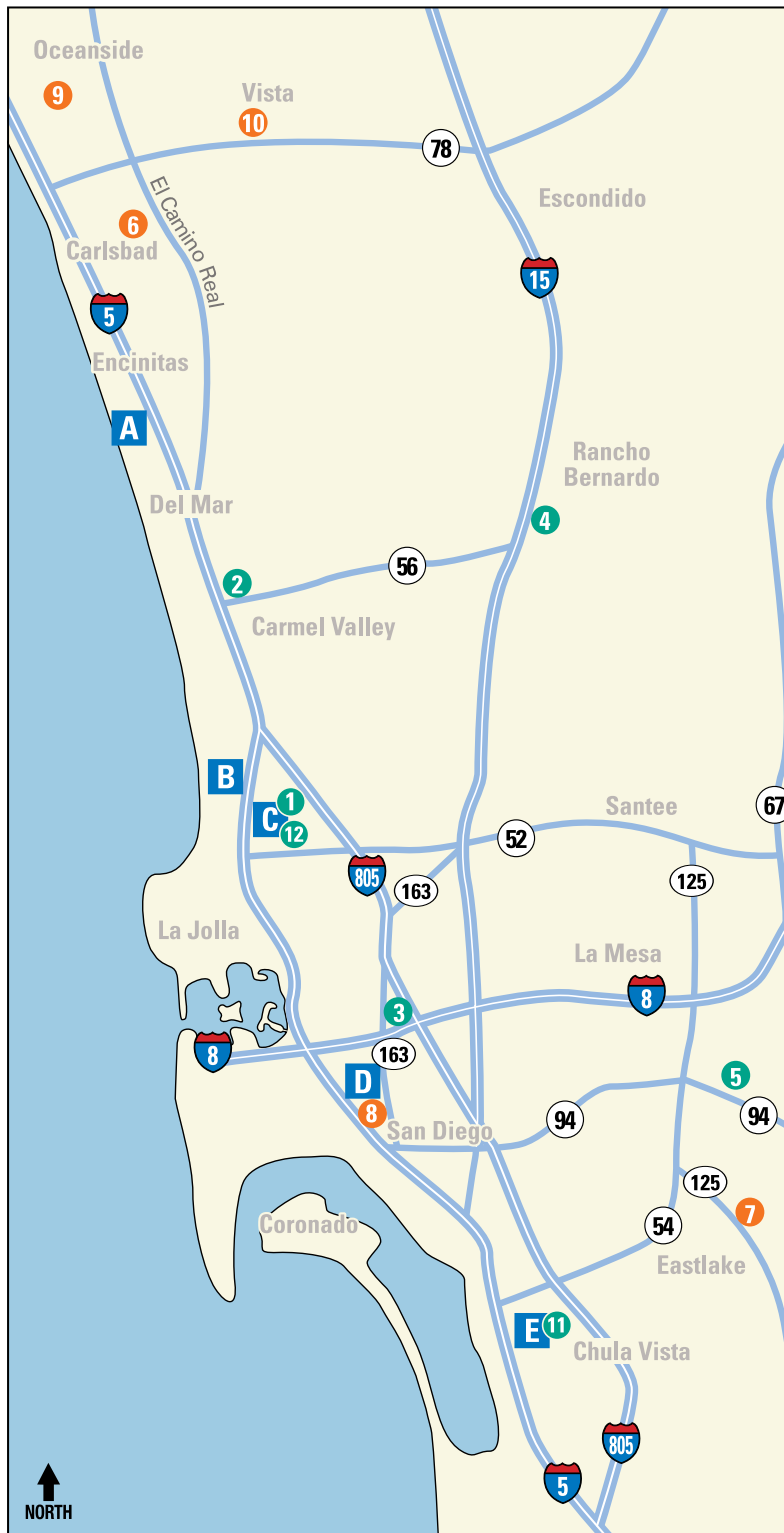 Oceanside
9
Vista
10
78
Escondido
El Camino Real
6
Carlsbad
15
5
Encinitas
A
Rancho
Bernardo
Del Mar
4
56
2
Carmel Valley
B
1
C
12
Santee
67
52
805
163
125
La Jolla
La Mesa
8
3
8
163
D
8
5
94
94
San Diego
125
7
54
Coronado
Eastlake
E
11
Chula Vista
805
5
NORTH